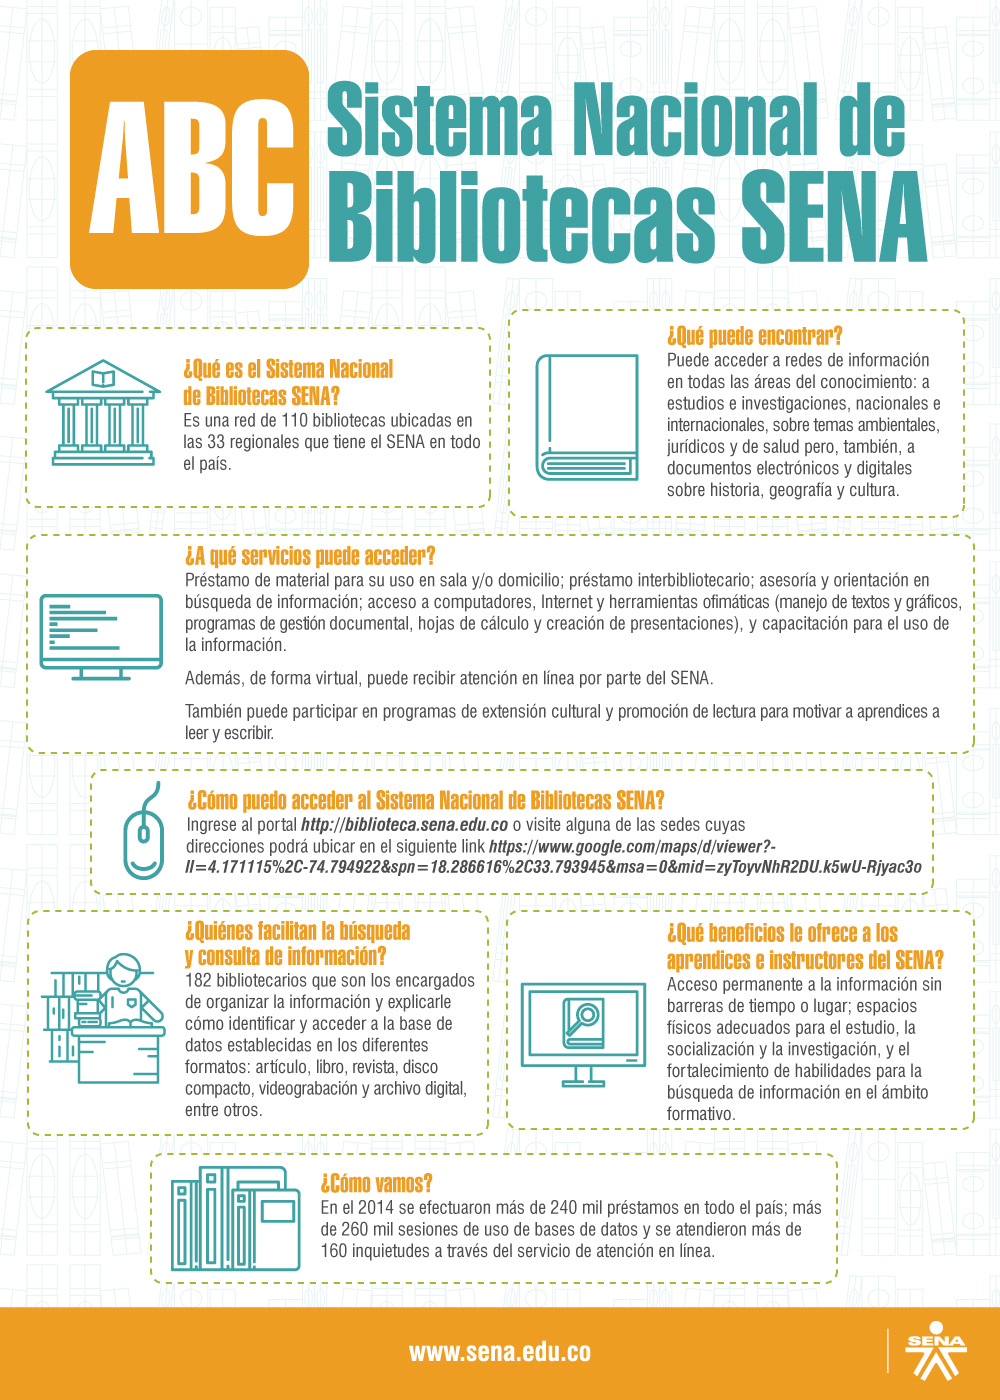 ABC
Sistema Nacional de
Bibliotecas SENA
¿Qué es el Sistema Nacional
de Bibliotecas SENA?
Es una red de 110 bibliotecas ubicadas en
las 33 regionales que tiene el SENA en todo
el país.
¿Qué puede encontrar?
Puede acceder a redes de información
en todas las áreas del conocimiento: a
estudios e investigaciones, nacionales e
internacionales, sobre temas ambientales,
jurídicos y de salud pero, también, a
documentos electrónicos y digitales
sobre historia, geografía y cultura.
¿A qué servicios puede acceder?
Préstamo de material para su uso en sala y/o domicilio; préstamo interbibliotecario; asesoría y orientación en
búsqueda de información; acceso a computadores, Internet y herramientas ofimáticas (manejo de textos y gráficos,
programas de gestión documental, hojas de cálculo y creación de presentaciones), y capacitación para el uso de
la información.
Además, de forma virtual, puede recibir atención en línea por parte del SENA.
También puede participar en programas de extensión cultural y promoción de lectura para motivar a aprendices a
leer y escribir.
¿Cómo puedo acceder al Sistema Nacional de Bibliotecas SENA?
Ingrese al portal http://biblioteca.sena.edu.co o visite alguna de las sedes cuyas
direcciones podrá ubicar en el siguiente link https://www.google.com/maps/d/viewer?-
ll=4.171115%2C-74.794922&spn=18.286616%2C33.793945&msa=0&mid=zyToyvNhR2DU.k5wU-Rjyac3o
¿Quiénes facilitan la búsqueda
y consulta de información?
182 bibliotecarios que son los encargados
de organizar la información y explicarle
cómo identificar y acceder a la base de
datos establecidas en los diferentes
formatos: artículo, libro, revista, disco
compacto, videograbación y archivo digital,
entre otros.
¿Qué beneficios le ofrece a los
aprendices e instructores del SENA?
Acceso permanente a la información sin
barreras de tiempo o lugar; espacios
físicos adecuados para el estudio, la
socialización y la investigación, y el
fortalecimiento de habilidades para la
búsqueda de información en el ámbito
formativo.
¿Cómo vamos?
En el 2014 se efectuaron más de 240 mil préstamos en todo el país; más
de 260 mil sesiones de uso de bases de datos y se atendieron más de
160 inquietudes a través del servicio de atención en línea.
www.sena.edu.co
SENA